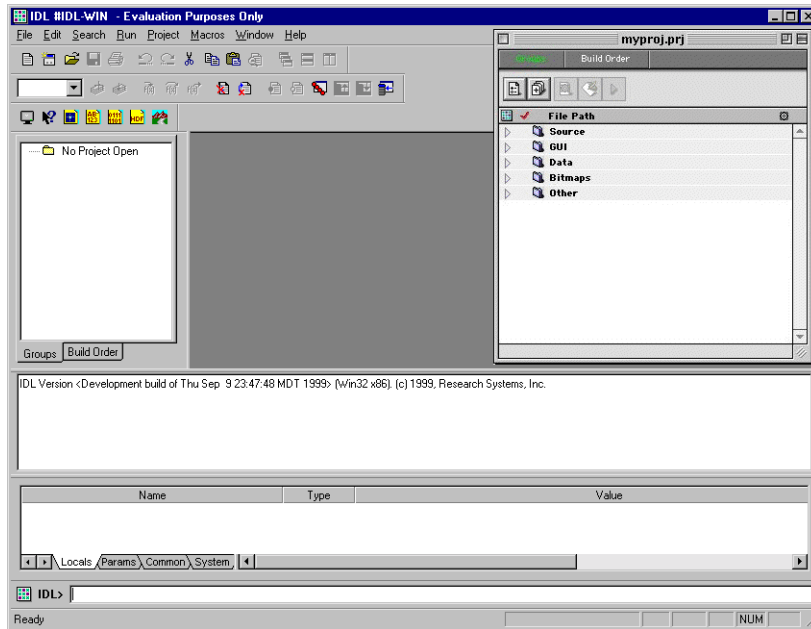 IDL #IDL-WIN - Evaluation Purposes Only
File Edit Search Run Project Macros Window Help
myproj.prj
Groups Build Order
File Path
Source
GUI
Data
Bitmaps
Other
No Project Open
Groups Build Order
IDL Version <Development build of Thu Sep 9 23:47:48 MDT 1999> (Win32 x86). (c) 1999, Research Systems, Inc.
Name Type Value
Locals Params Common System
IDL>
Ready NUM